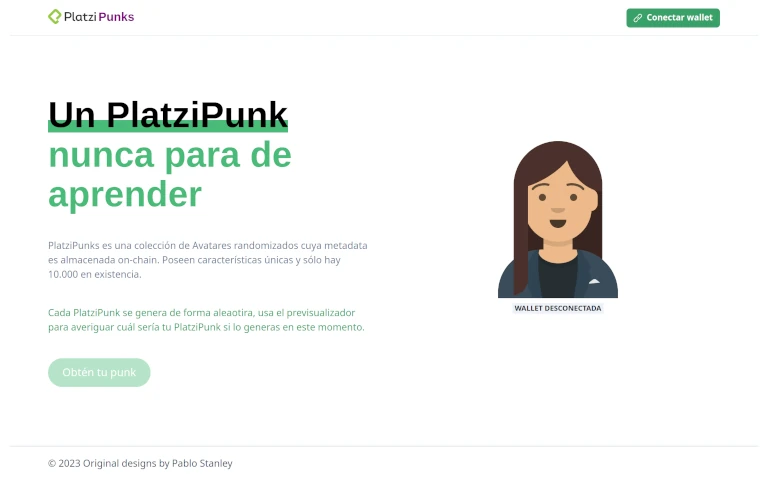 Platzi Punks
Conectar wallet
Un PlatziPunk
nunca para de
aprender
PlatziPunks es una colección de Avatares randomizados cuya metadata
es almacenada on-chain. Poseen características únicas y sólo hay
10.000 en existencia.
Cada PlatziPunk se genera de forma aleaotira, usa el previsualizador
para averiguar cuál sería tu PlatziPunk si lo generas en este momento.
Obtén tu punk
WALLET DESCONECTADA
© 2023 Original designs by Pablo Stanley